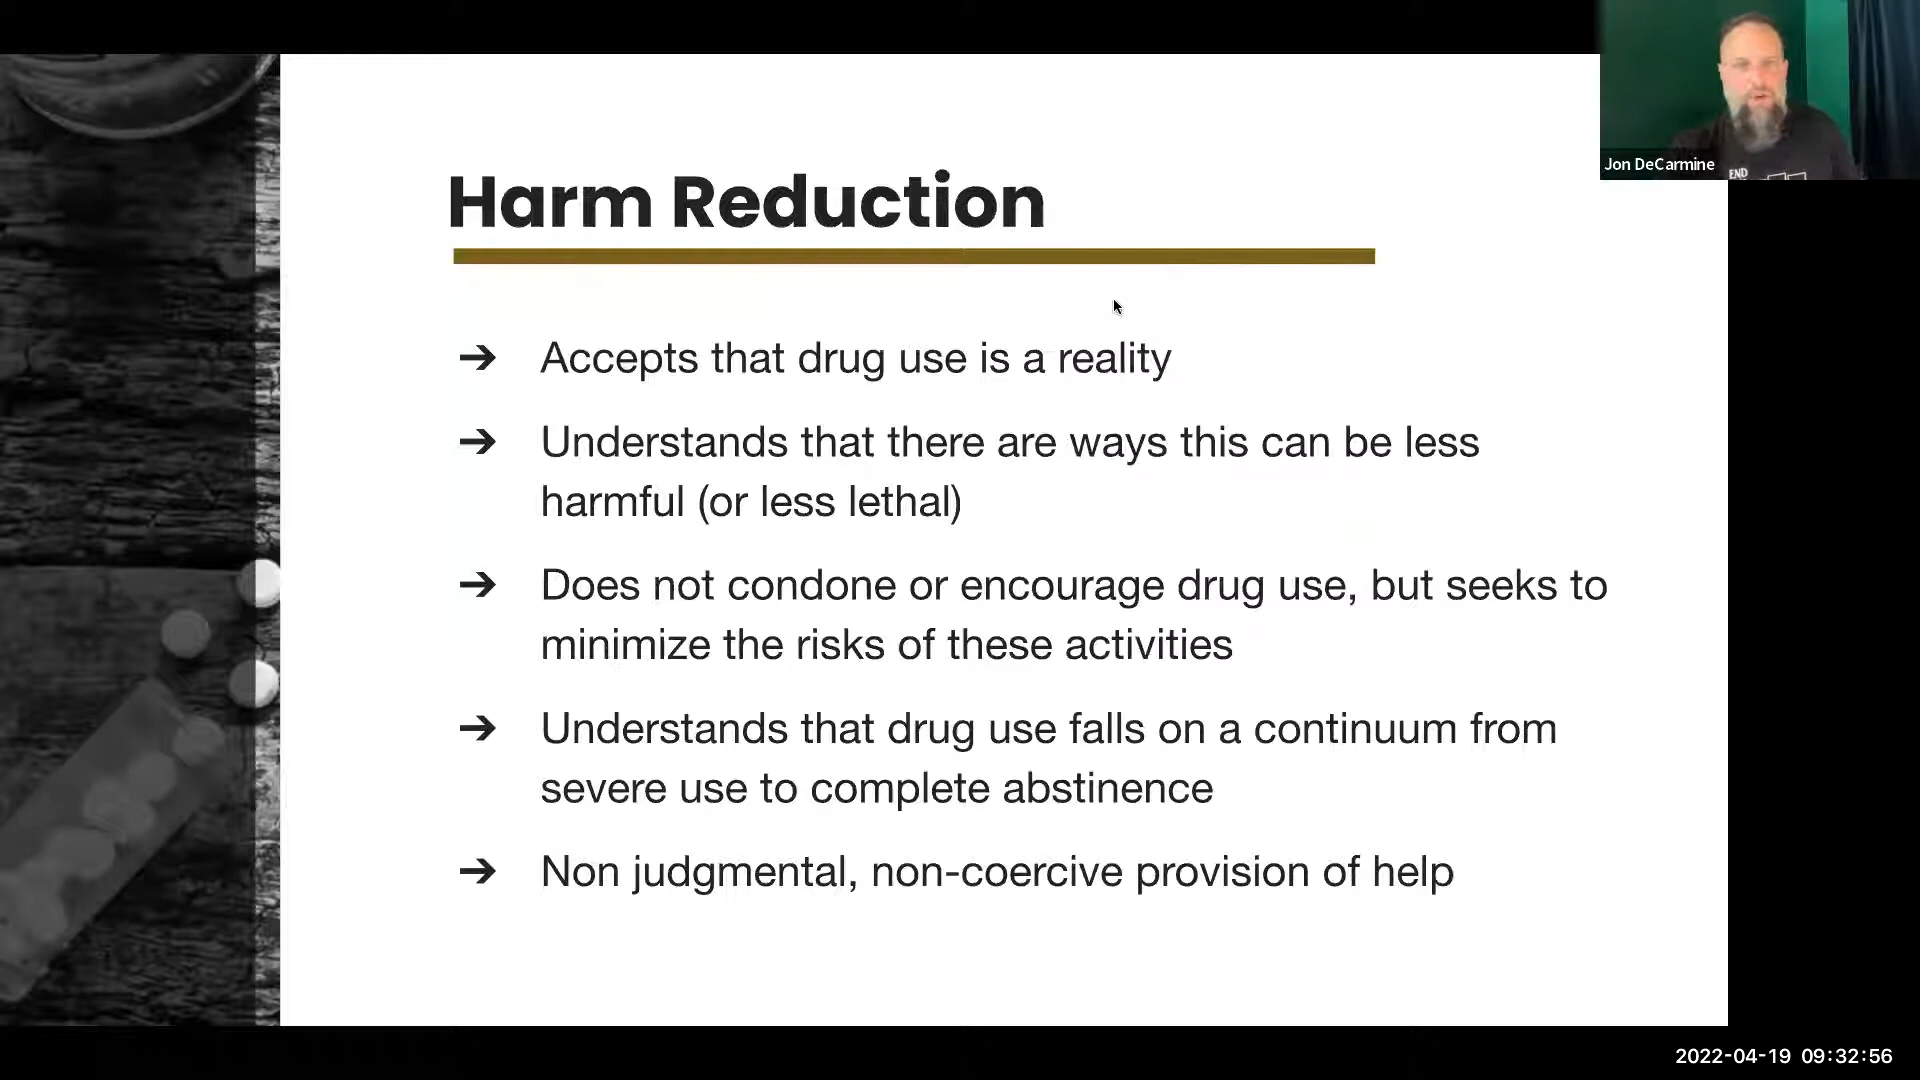 Jon DeCarmine
END
Harm Reduction
➔ Accepts that drug use is a reality
➔ Understands that there are ways this can be less
harmful (or less lethal)
➔ Does not condone or encourage drug use, but seeks to
minimize the risks of these activities
➔ Understands that drug use falls on a continuum from
severe use to complete abstinence
➔ Non judgmental, non-coercive provision of help
2022-04-19 09:32:56